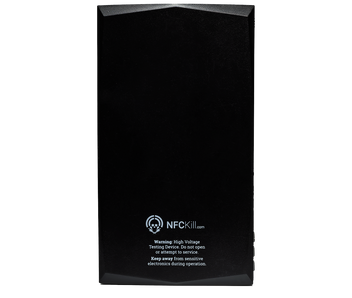 NFCKill.com
Warning: High Voltage
Testing Device. Do not open
or attempt to service.
Keep away from sensitive
electronics during operation.